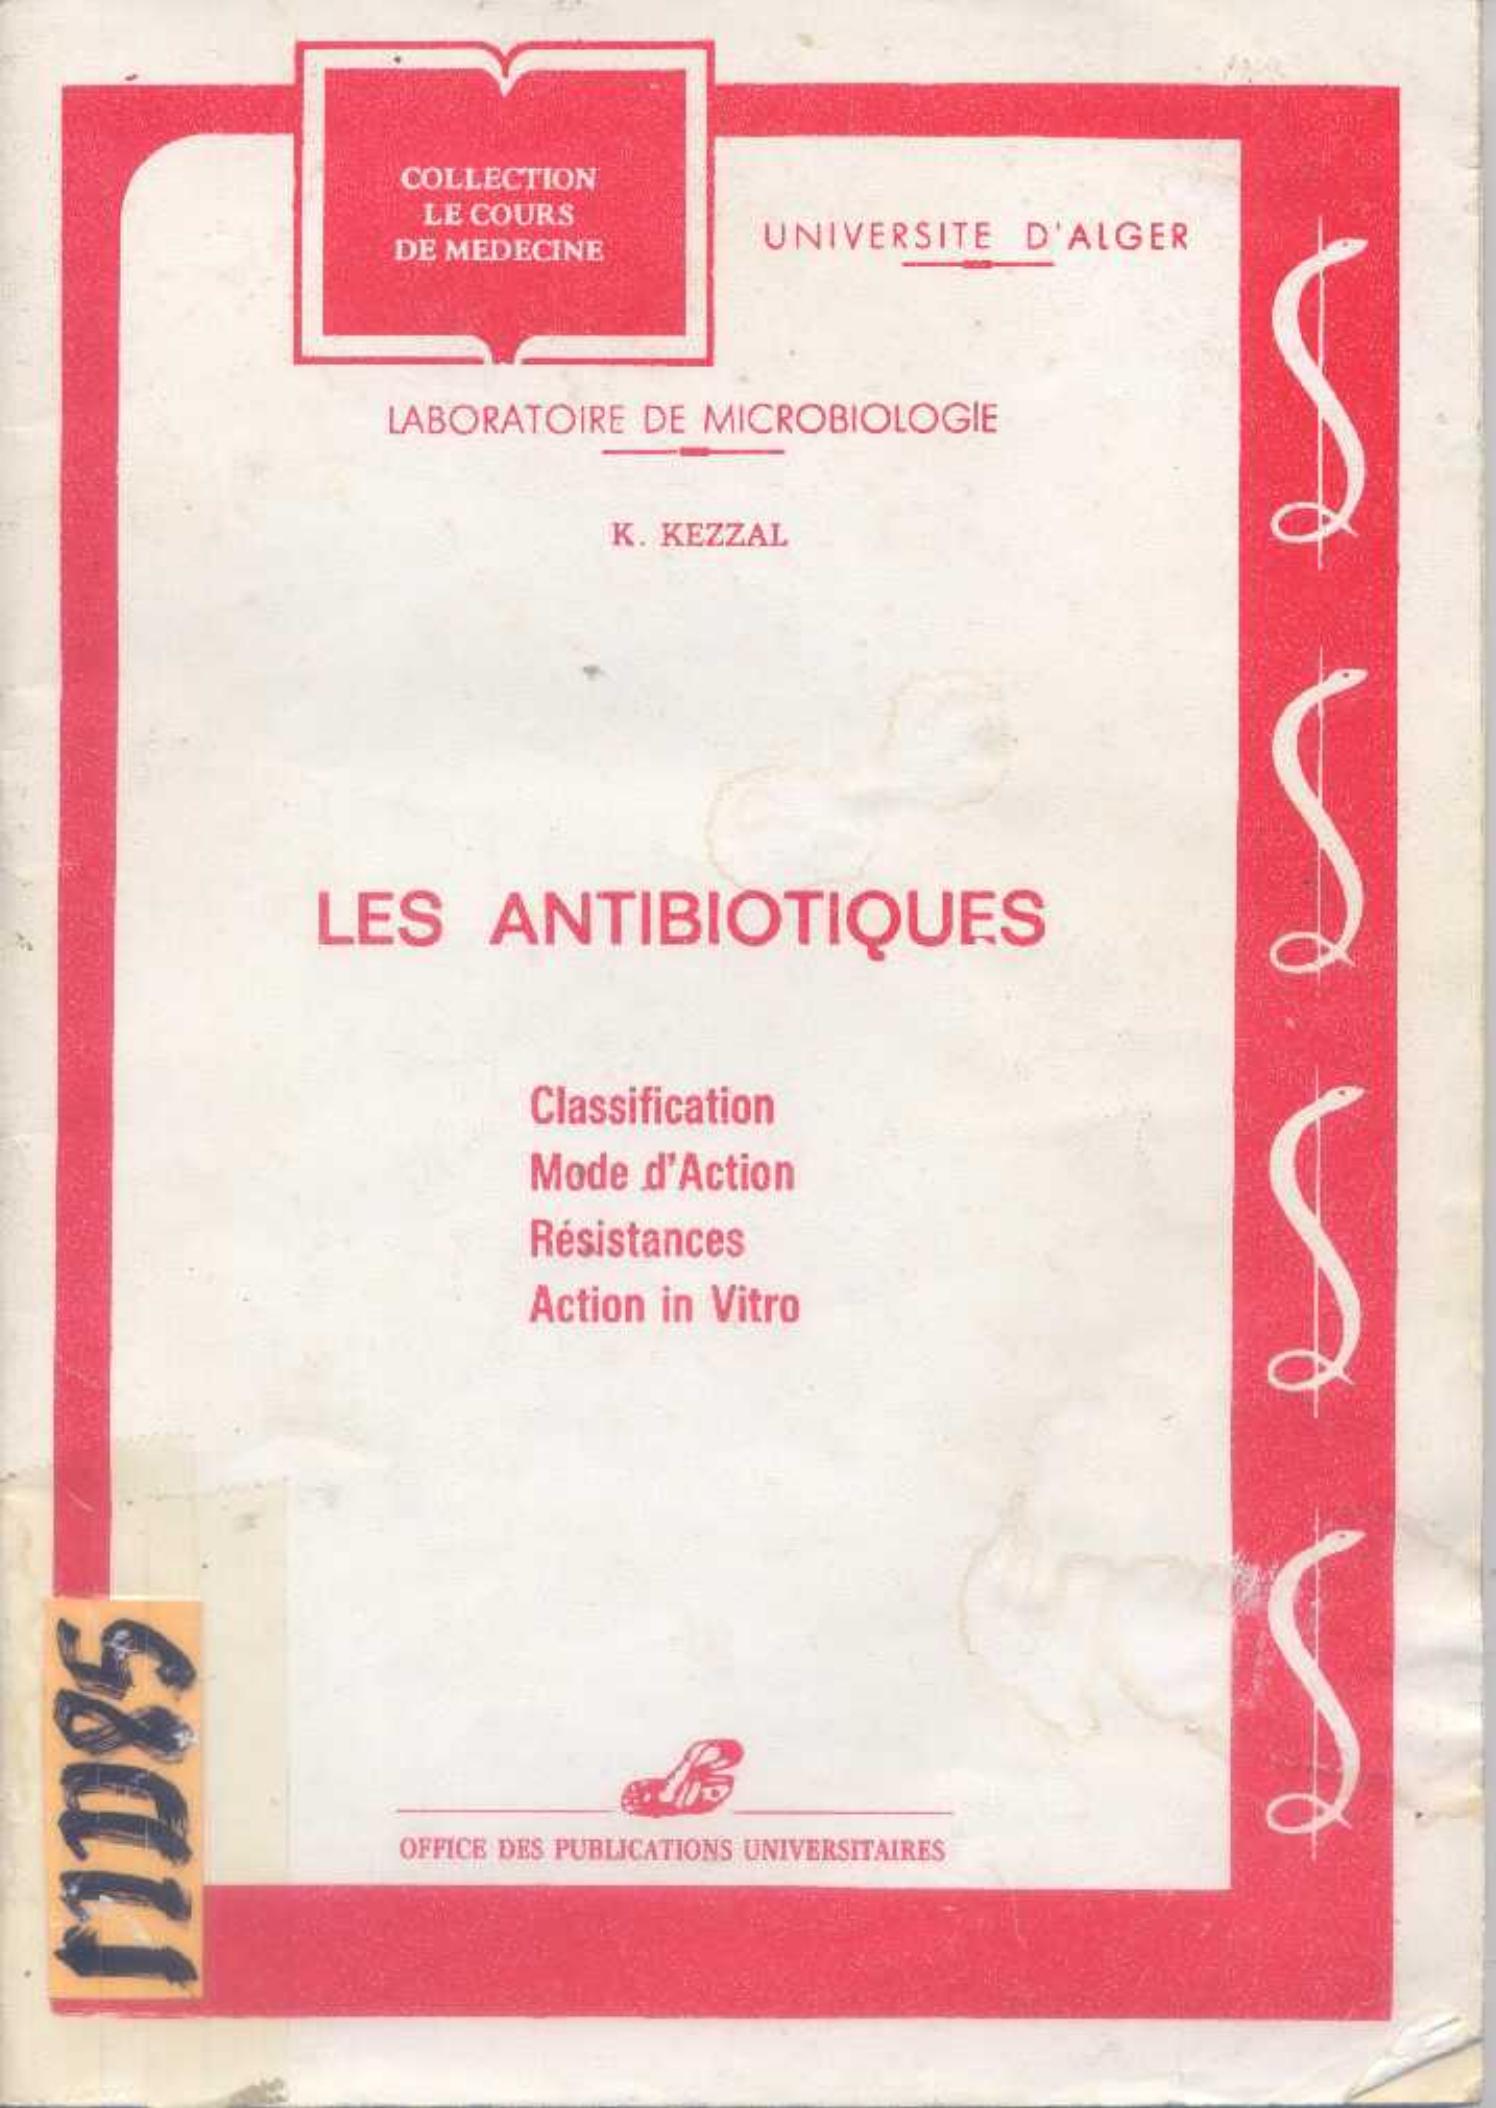 COLLECTION
LE COURS
DE MEDECINE
UNIVERSITE D'ALGER
LABORATOIRE DE MICROBIOLOGIE
K. KEZZAL
LES ANTIBIOTIQUES
Classification
Mode d'Action
Résistances
Action in Vitro
OFFICE DES PUBLICATIONS UNIVERSITAIRES
MD85